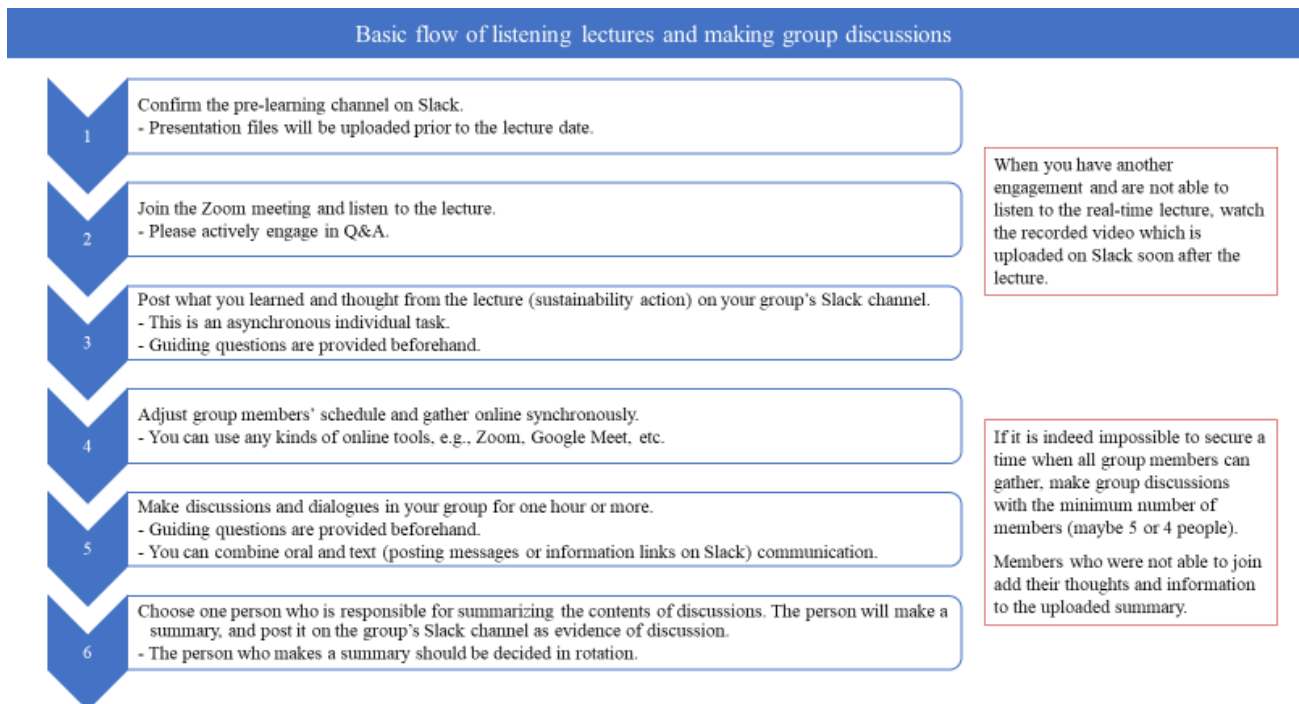 Basic flow of listening lectures and making group discussions
1
Confirm the pre-learning channel on Slack.
- Presentation files will be uploaded prior to the lecture date.
2
Join the Zoom meeting and listen to the lecture.
- Please actively engage in Q&A.
When you have another
engagement and are not able to
listen to the real-time lecture, watch
the recorded video which is
uploaded on Slack soon after the
lecture.
3
Post what you learned and thought from the lecture (sustainability action) on your group's Slack channel.
- This is an asynchronous individual task.
- Guiding questions are provided beforehand.
4
Adjust group members' schedule and gather online synchronously.
- You can use any kinds of online tools, e.g., Zoom, Google Meet, etc.
5
Make discussions and dialogues in your group for one hour or more.
- Guiding questions are provided beforehand.
- You can combine oral and text (posting messages or information links on Slack) communication.
If it is indeed impossible to secure a
time when all group members can
gather, make group discussions
with the minimum number of
members (maybe 5 or 4 people).
Members who were not able to join
add their thoughts and information
to the uploaded summary.
6
Choose one person who is responsible for summarizing the contents of discussions. The person will make a
summary, and post it on the group's Slack channel as evidence of discussion.
- The person who makes a summary should be decided in rotation.